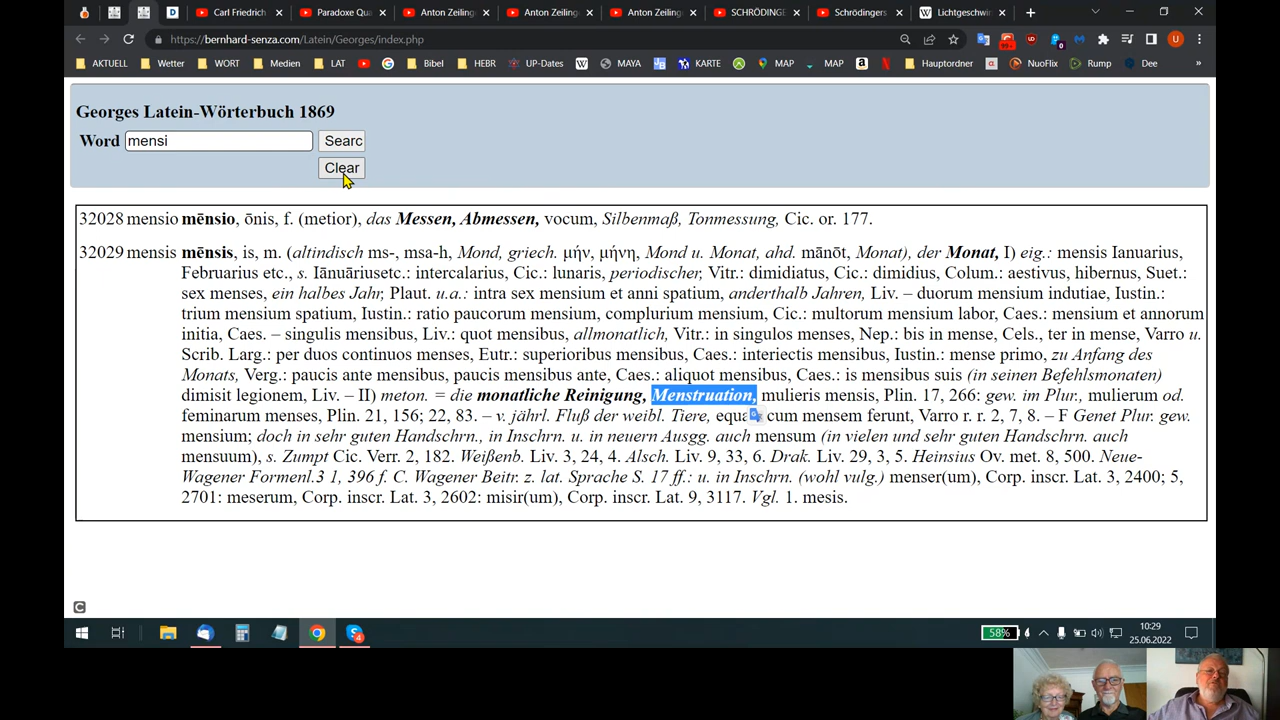 Carl Friedrich
Paradoxe Qua
Anton Zeiling
Anton Zeiling
Anton Zeiling
SCHRÖDINGE
Schrödingers
Lichtgeschwin
https://bernhard-senza.com/Latein/Georges/index.php
AKTUELL Wetter WORT Medien LAT Bibel HEBR UP-Dates MAYA KARTE MAP MAP Hauptordner NuoFlix Rump Dee »
Georges Latein-Wörterbuch 1869
Word mensi Searc
Clear
32028 mensio mēnsio, ōnis, f. (metior), das Messen, Abmessen, vocum, Silbenmaß, Tonmessung, Cic. or. 177.
32029 mensis mēnsis, is, m. (altindisch ms-, msa-h, Mond, griech. μήν, μήνη, Mond u. Monat, ahd. mānōt, Monat), der Monat, I) eig.: mensis Ianuarius,
Februarius etc., s. Iānuāriusetc.: intercalarius, Cic.: lunaris, periodischer, Vitr.: dimidiatus, Cic.: dimidius, Colum.: aestivus, hibernus, Suet.:
sex menses, ein halbes Jahr, Plaut. u.a.: intra sex mensium et anni spatium, anderthalb Jahren, Liv. – duorum mensium indutiae, Iustin.:
trium mensium spatium, Iustin.: ratio paucorum mensium, complurium mensium, Cic.: multorum mensium labor, Caes.: mensium et annorum
initia, Caes. – singulis mensibus, Liv.: quot mensibus, allmonatlich, Vitr.: in singulos menses, Nep.: bis in mense, Cels., ter in mense, Varro u.
Scrib. Larg.: per duos continuos menses, Eutr.: superioribus mensibus, Caes.: interiectis mensibus, Iustin.: mense primo, zu Anfang des
Monats, Verg.: paucis ante mensibus, paucis mensibus ante, Caes.: aliquot mensibus, Caes.: is mensibus suis (in seinen Befehlsmonaten)
dimisit legionem, Liv. – II) meton. = die monatliche Reinigung, Menstruation, mulieris mensis, Plin. 17, 266: gew. im Plur., mulierum od.
feminarum menses, Plin. 21, 156; 22, 83. – v. jährl. Fluß der weibl. Tiere, equa cum mensem ferunt, Varro r. r. 2, 7, 8. – F Genet Plur. gew.
mensium; doch in sehr guten Handschrn., in Inschrn. u. in neuern Ausgg. auch mensum (in vielen und sehr guten Handschrn. auch
mensuum), s. Zumpt Cic. Verr. 2, 182. Weißenb. Liv. 3, 24, 4. Alsch. Liv. 9, 33, 6. Drak. Liv. 29, 3, 5. Heinsius Ov. met. 8, 500. Neue-
Wagener Formenl.3 1, 396 f. C. Wagener Beitr. z. lat. Sprache S. 17 ff.: u. in Inschrn. (wohl vulg.) menser(um), Corp. inscr. Lat. 3, 2400; 5,
2701: meserum, Corp. inscr. Lat. 3, 2602: misir(um), Corp. inscr. Lat. 9, 3117. Vgl. 1. mesis.
58%
10:29
25.06.2022